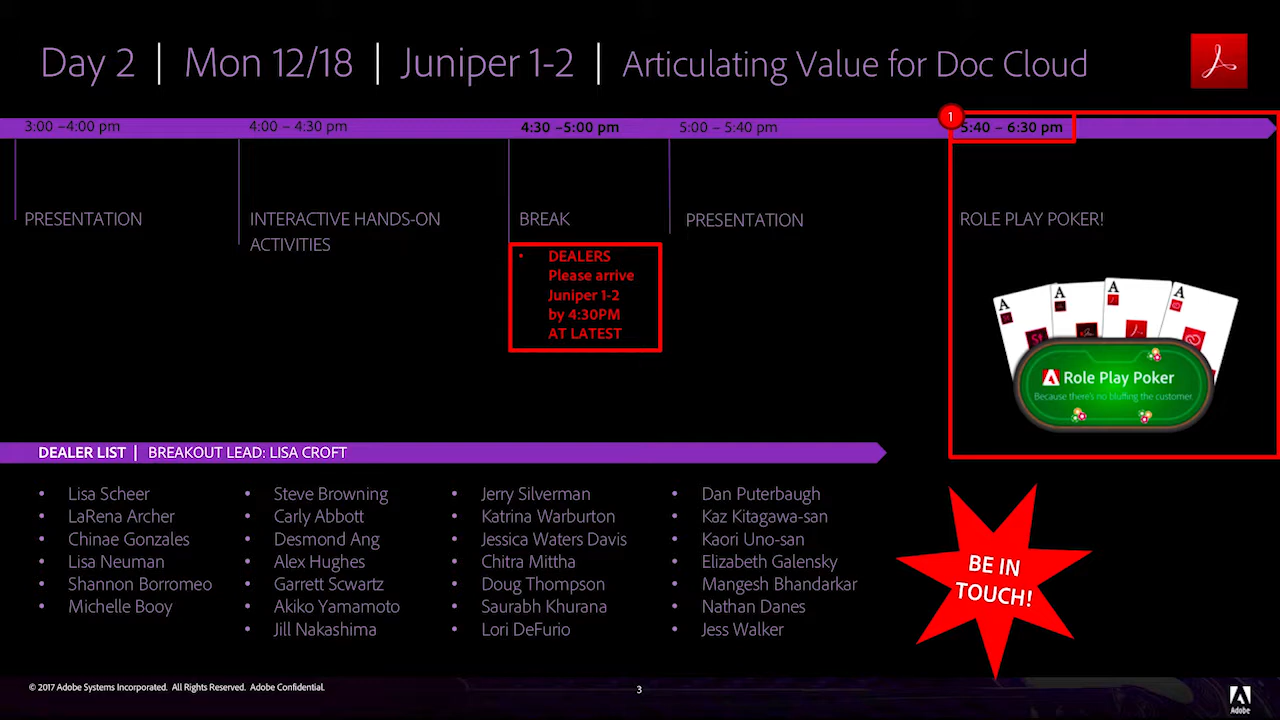 Day 2 | Mon 12/18 | Juniper 1-2 | Articulating Value for Doc Cloud
3:00 –4:00 pm
4:00 – 4:30 pm
4:30 –5:00 pm
5:00 – 5:40 pm
1
5:40 – 6:30 pm
PRESENTATION
INTERACTIVE HANDS-ON
ACTIVITIES
BREAK
• DEALERS
Please arrive
Juniper 1-2
by 4:30PM
AT LATEST
PRESENTATION
ROLE PLAY POKER!
A
A
A
A
Role Play Poker
Because there's no bluffing the customer.
DEALER LIST | BREAKOUT LEAD: LISA CROFT
• Lisa Scheer
• LaRena Archer
• Chinae Gonzales
• Lisa Neuman
• Shannon Borromeo
• Michelle Booy
• Steve Browning
• Carly Abbott
• Desmond Ang
• Alex Hughes
• Garrett Scwartz
• Akiko Yamamoto
• Jill Nakashima
• Jerry Silverman
• Katrina Warburton
• Jessica Waters Davis
• Chitra Mittha
• Doug Thompson
• Saurabh Khurana
• Lori DeFurio
• Dan Puterbaugh
• Kaz Kitagawa-san
• Kaori Uno-san
• Elizabeth Galensky
• Mangesh Bhandarkar
• Nathan Danes
• Jess Walker
BE IN
TOUCH!
© 2017 Adobe Systems Incorporated. All Rights Reserved. Adobe Confidential.
3
Adobe